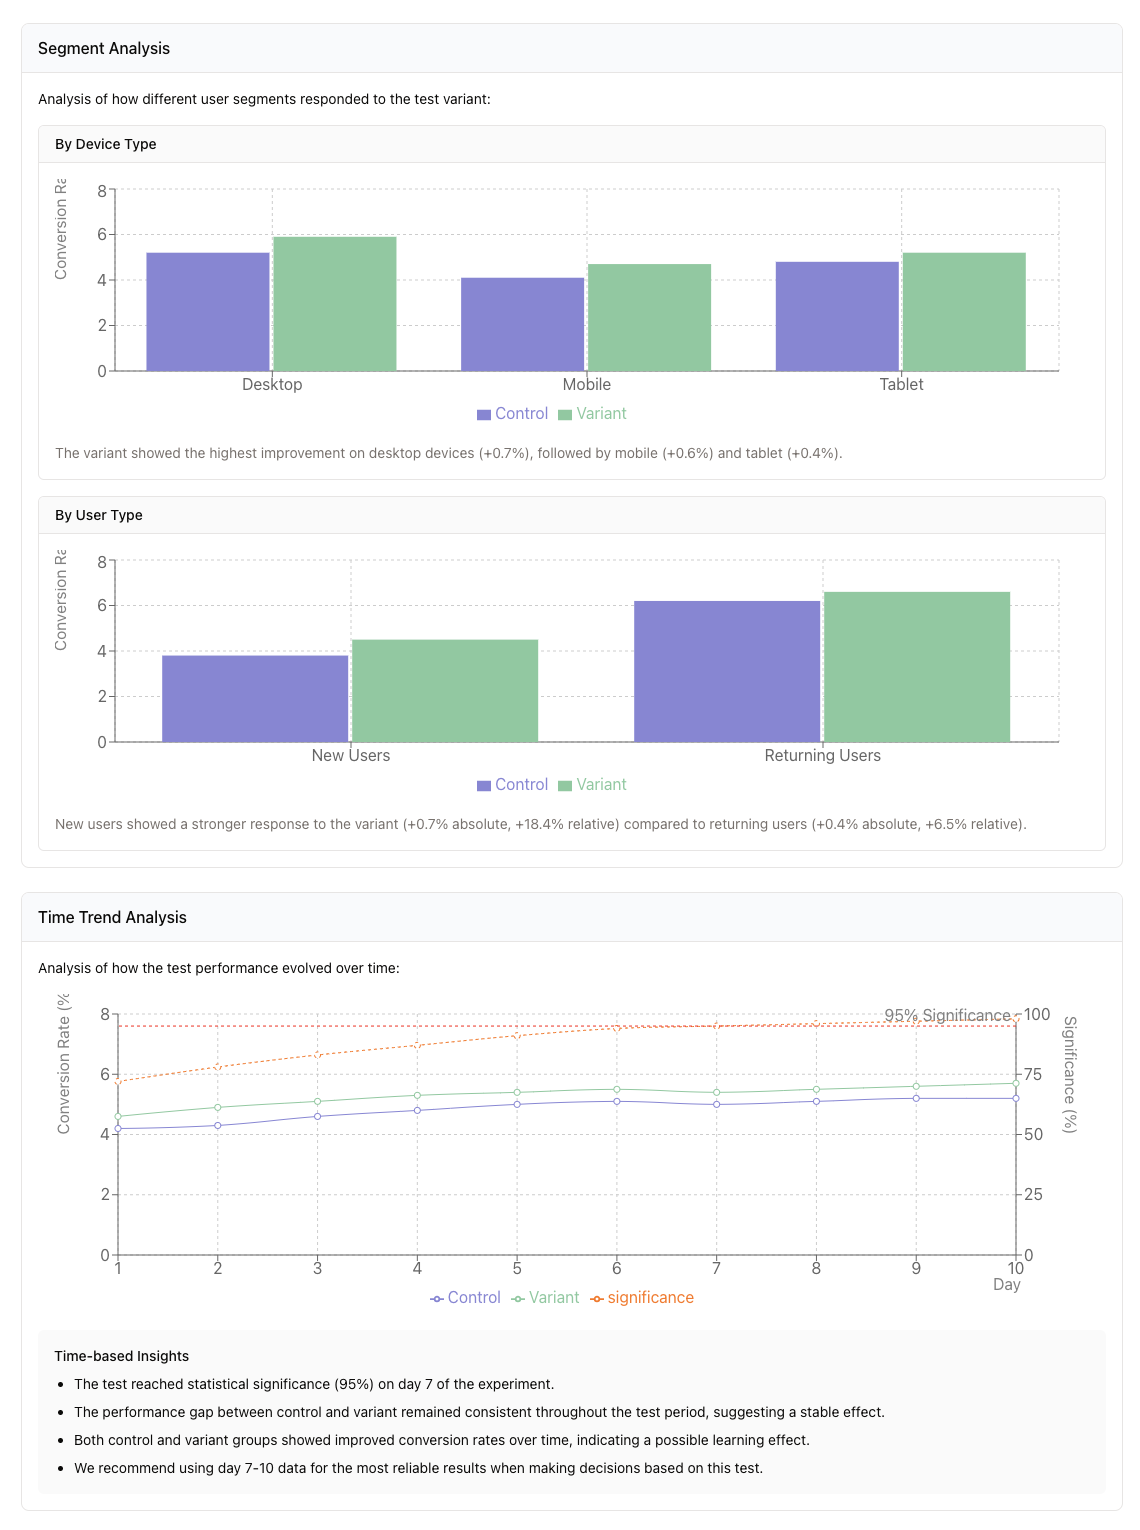 Segment Analysis
Analysis of how different user segments responded to the test variant:
By Device Type
Conversion
8
6
4
2
0
Desktop
Mobile
Tablet
Control
Variant
The variant showed the highest improvement on desktop devices (+0.7%), followed by mobile (+0.6%) and tablet (+0.4%).
By User Type
Conversion
8
6
4
2
0
New Users
Returning Users
Control
Variant
New users showed a stronger response to the variant (+0.7% absolute, +18.4% relative) compared to returning users (+0.4% absolute, +6.5% relative).
Time Trend Analysis
Analysis of how the test performance evolved over time:
Conversion Rate (%
8
6
4
2
0
95% Significance
100
75
50
25
0
Significance (%)
1
2
3
4
5
6
7
8
9
10
Day
Control
Variant
significance
Time-based Insights
• The test reached statistical significance (95%) on day 7 of the experiment.
• The performance gap between control and variant remained consistent throughout the test period, suggesting a stable effect.
• Both control and variant groups showed improved conversion rates over time, indicating a possible learning effect.
• We recommend using day 7-10 data for the most reliable results when making decisions based on this test.